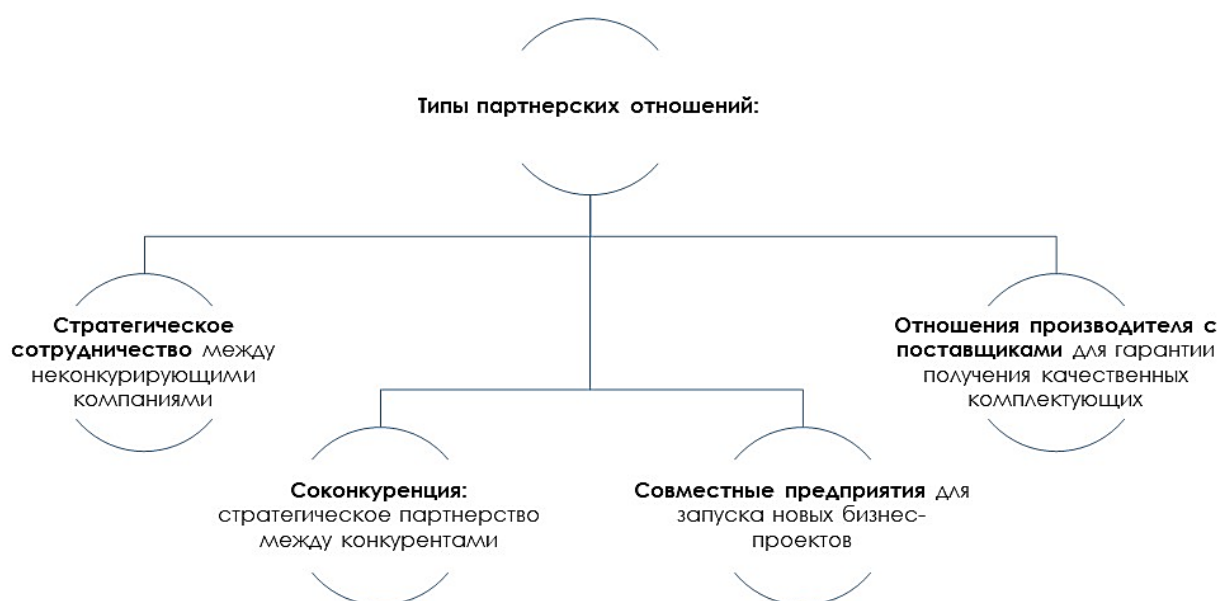 Типы партнерских отношений:
Стратегическое
сотрудничество между
неконкурирующими
компаниями
Отношения производителя с
поставщиками для гарантии
получения качественных
комплектующих
Соконкуренция:
стратегическое партнерство
между конкурентами
Совместные предприятия для
запуска новых бизнес-
проектов